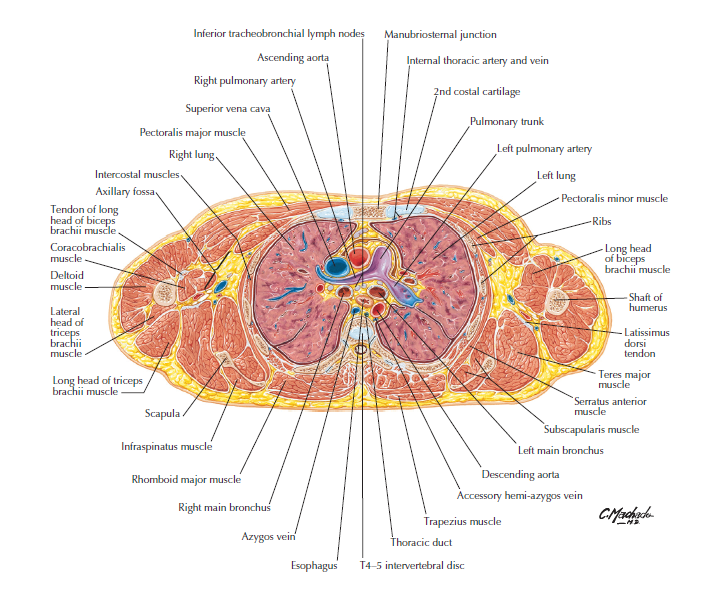 Inferior tracheobronchial lymph nodes
Manubriosternal junction
Ascending aorta
Internal thoracic artery and vein
Right pulmonary artery
2nd costal cartilage
Superior vena cava
Pulmonary trunk
Pectoralis major muscle
Left pulmonary artery
Right lung
Left lung
Intercostal muscles
Pectoralis minor muscle
Axillary fossa
Ribs
Tendon of long
head of biceps
brachii muscle
Coracobrachialis
muscle
Long head
of biceps
brachii muscle
Deltoid
muscle
Shaft of
humerus
Lateral
head of
triceps
brachii
muscle
Latissimus
dorsi
tendon
Long head of triceps
brachii muscle
Teres major
muscle
Scapula
Serratus anterior
muscle
Infraspinatus muscle
Subscapularis muscle
Left main bronchus
Rhomboid major muscle
Descending aorta
Right main bronchus
Accessory hemi-azygos vein
Azygos vein
Trapezius muscle
Thoracic duct
Esophagus
T4–5 intervertebral disc
C.Machado
M.D.